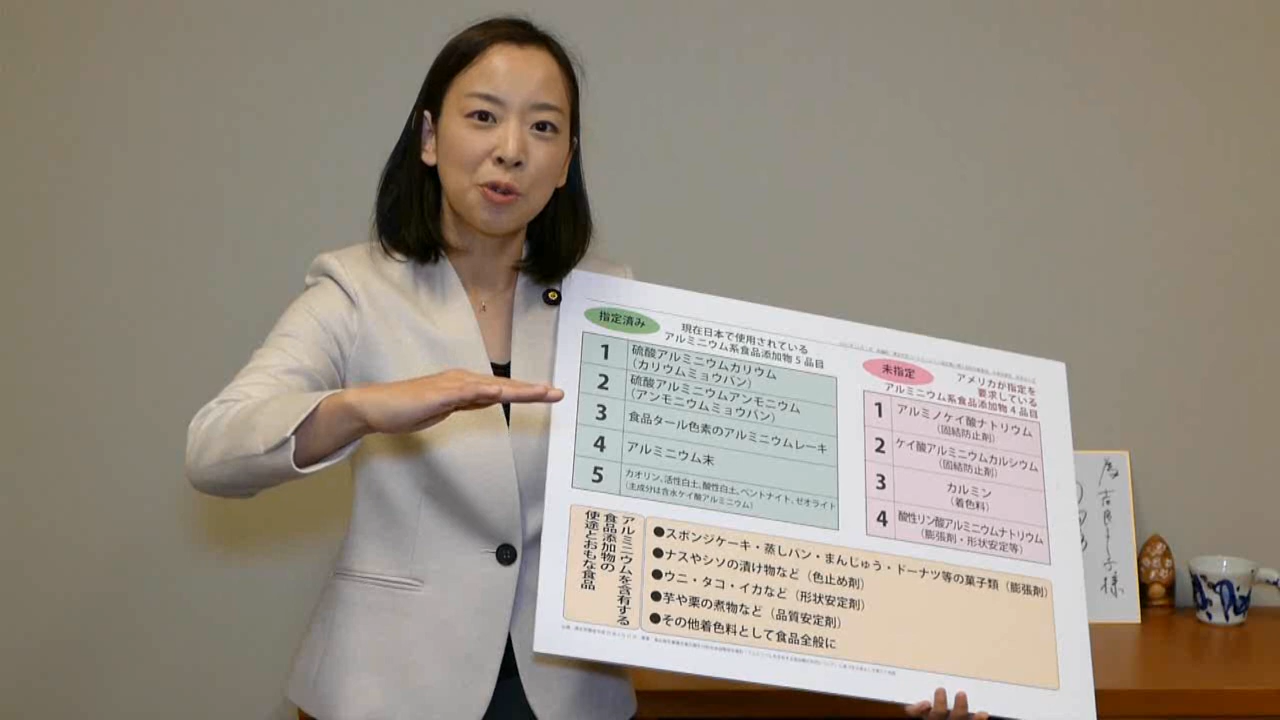 指定済み
現在日本で使用されている
アルミニウム系食品添加物5品目
1 硫酸アルミニウムカリウム
(カリウムミョウバン)
2 硫酸アルミニウムアンモニウム
(アンモニウムミョウバン)
3 食品タール色素のアルミニウムレーキ
4 アルミニウム末
5 カオリン、活性白土、酸性白土、ベントナイト、ゼオライト
(主成分は含水ケイ酸アルミニウム)
未指定
アメリカが指定を
要求している
アルミニウム系食品添加物4品目
1 アルミノケイ酸ナトリウム
(固結防止剤)
2 ケイ酸アルミニウムカルシウム
(固結防止剤)
3 カルミン
(着色料)
4 酸性リン酸アルミニウムナトリウム
(膨張剤・形状安定等)
アルミニウムを含有する
食品添加物の
使途とおもな食品
●スポンジケーキ・蒸しパン・まんじゅう・ドーナツ等の菓子類(膨張剤)
●ナスやシソの漬け物など(色止め剤)
●ウニ・タコ・イカなど(形状安定剤)
●芋や栗の煮物など(品質安定剤)
●その他着色料として食品全般に